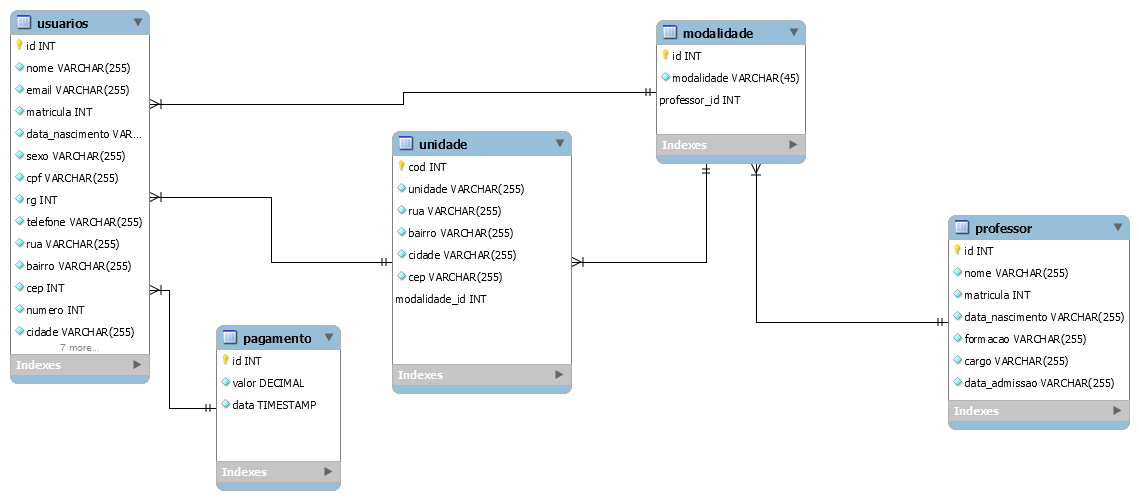 usuarios
id INT
nome VARCHAR(255)
email VARCHAR(255)
matricula INT
data_nascimento VAR...
sexo VARCHAR(255)
cpf VARCHAR(255)
rg INT
telefone VARCHAR(255)
rua VARCHAR(255)
bairro VARCHAR(255)
cep INT
numero INT
cidade VARCHAR(255)
7 more...
Indexes
pagamento
id INT
valor DECIMAL
data TIMESTAMP
Indexes
unidade
cod INT
unidade VARCHAR(255)
rua VARCHAR(255)
bairro VARCHAR(255)
cidade VARCHAR(255)
cep VARCHAR(255)
modalidade_id INT
Indexes
modalidade
id INT
modalidade VARCHAR(45)
professor_id INT
Indexes
professor
id INT
nome VARCHAR(255)
matricula INT
data_nascimento VARCHAR(255)
formacao VARCHAR(255)
cargo VARCHAR(255)
data_admissao VARCHAR(255)
Indexes